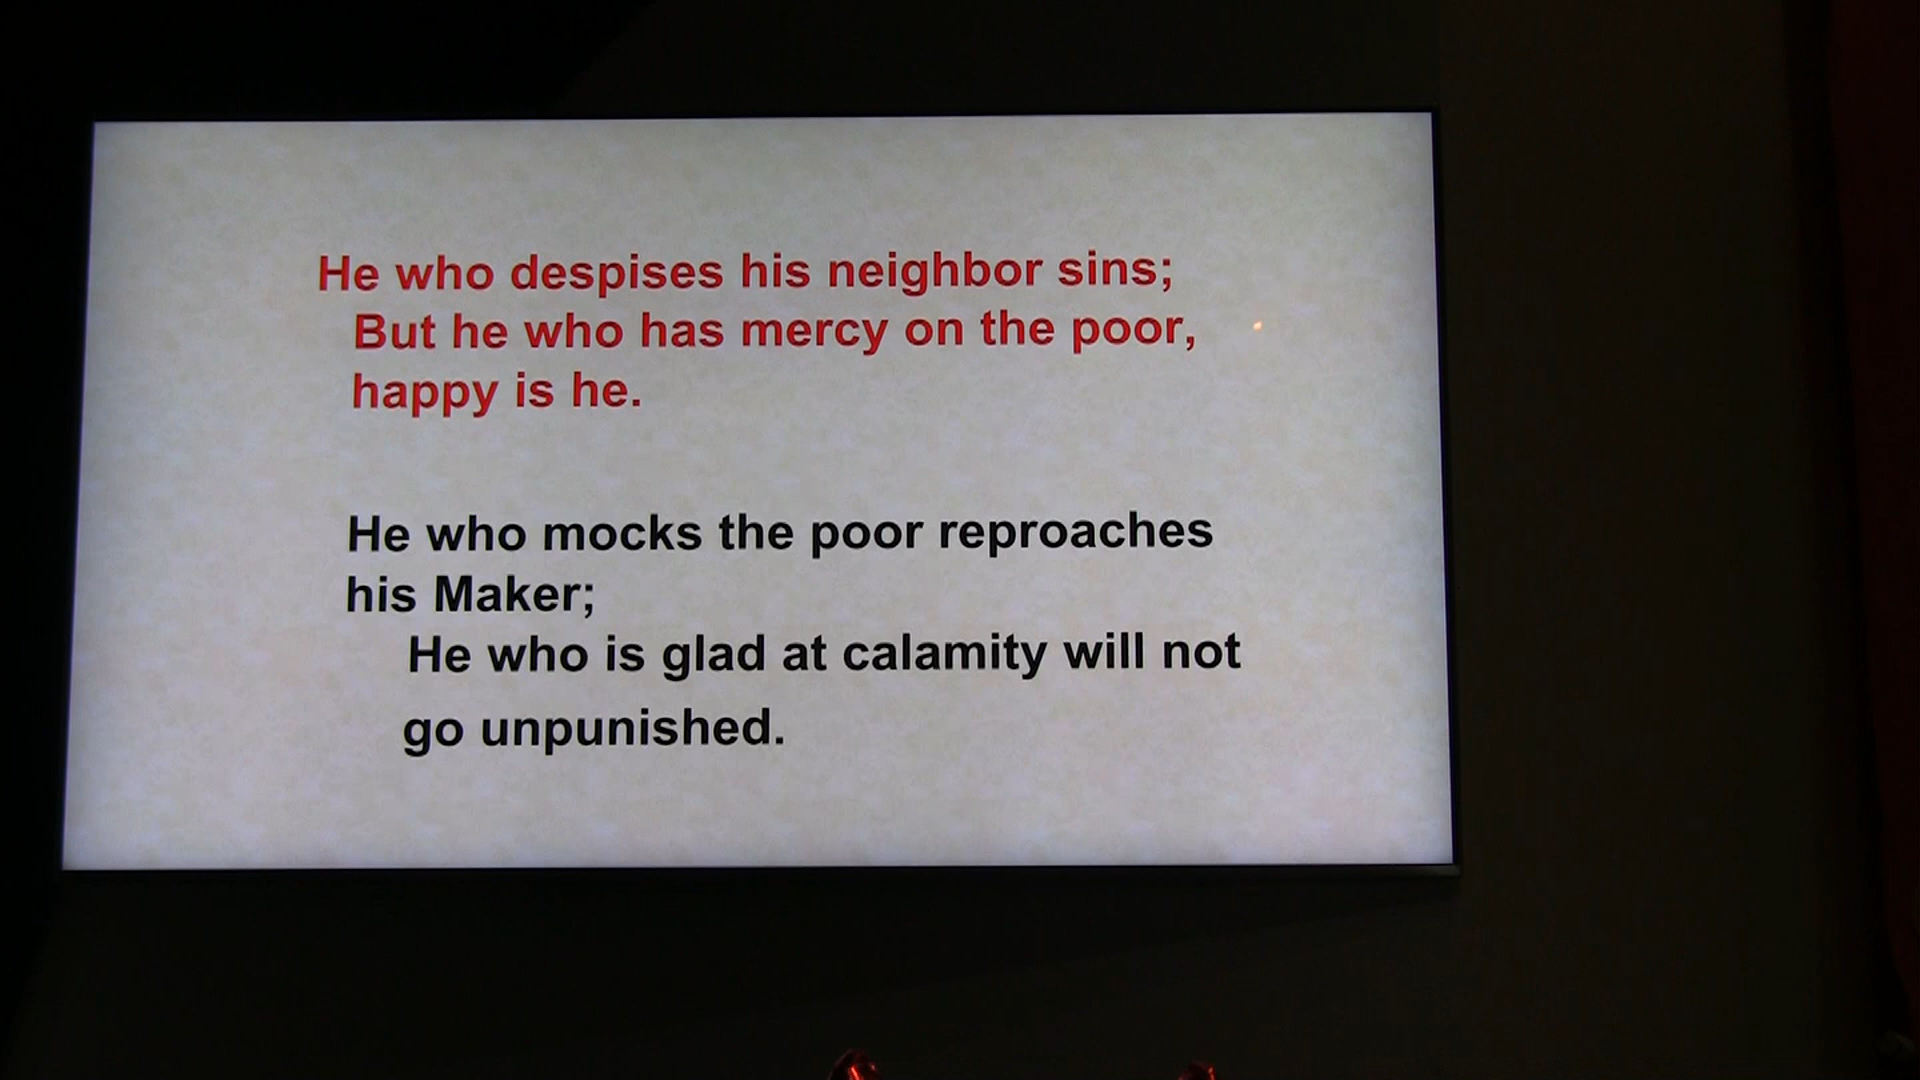 He who despises his neighbor sins;
But he who has mercy on the poor,
happy is he.
He who mocks the poor reproaches
his Maker;
He who is glad at calamity will not
go unpunished.